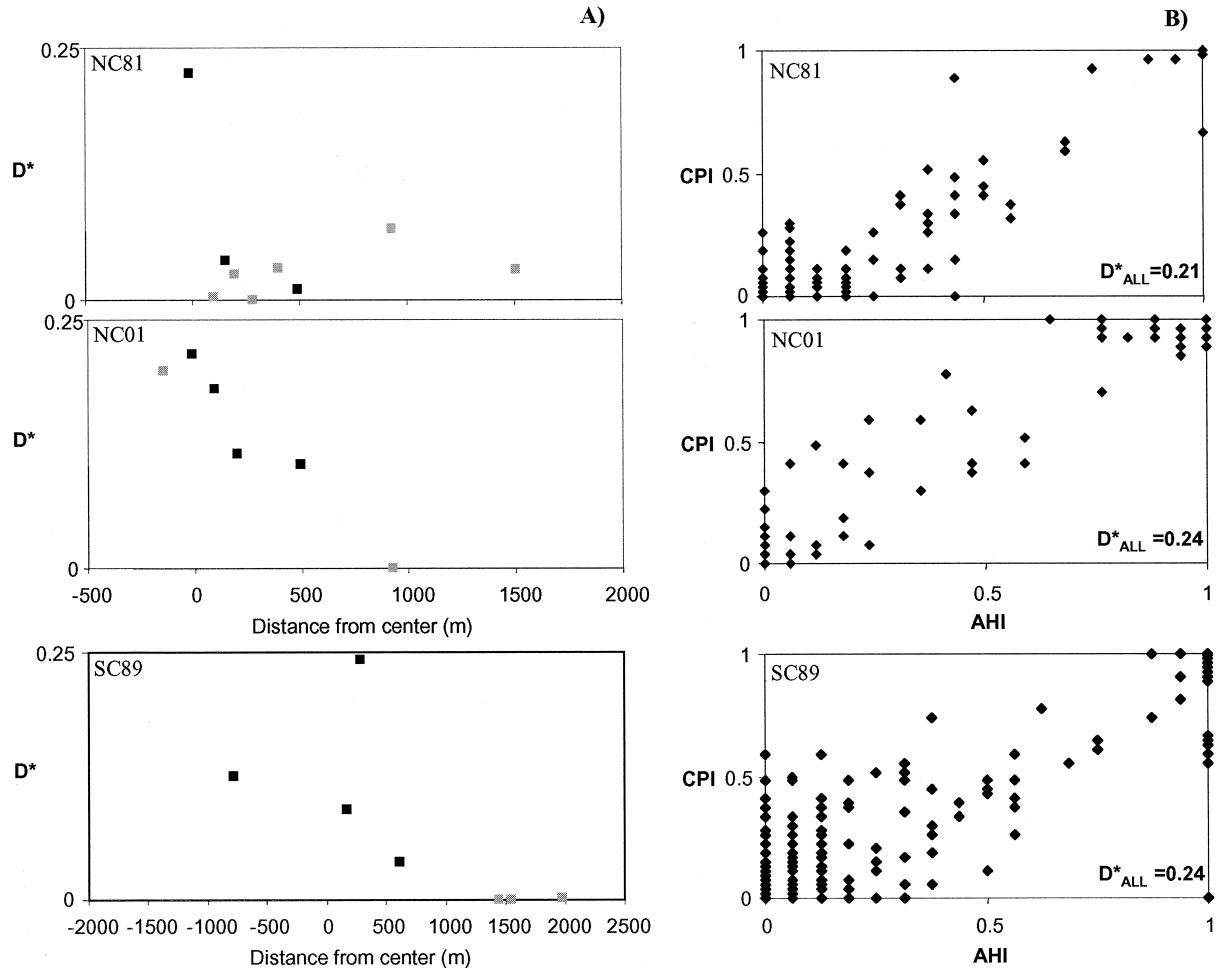 A)
B)
0.25
NC81
D*
0
0.25
NC01
D*
0
-500 0 500 1000 1500 2000
Distance from center (m)
0.25
SC89
D*
0
-2000 -1500 -1000 -500 0 500 1000 1500 2000 2500
Distance from center (m)
1
NC81
CPI 0.5
D*ALL=0.21
0
1
NC01
CPI 0.5
D*ALL =0.24
0
0 0.5 1
AHI
1
SC89
CPI 0.5
D*ALL =0.24
0
0 0.5 1
AHI